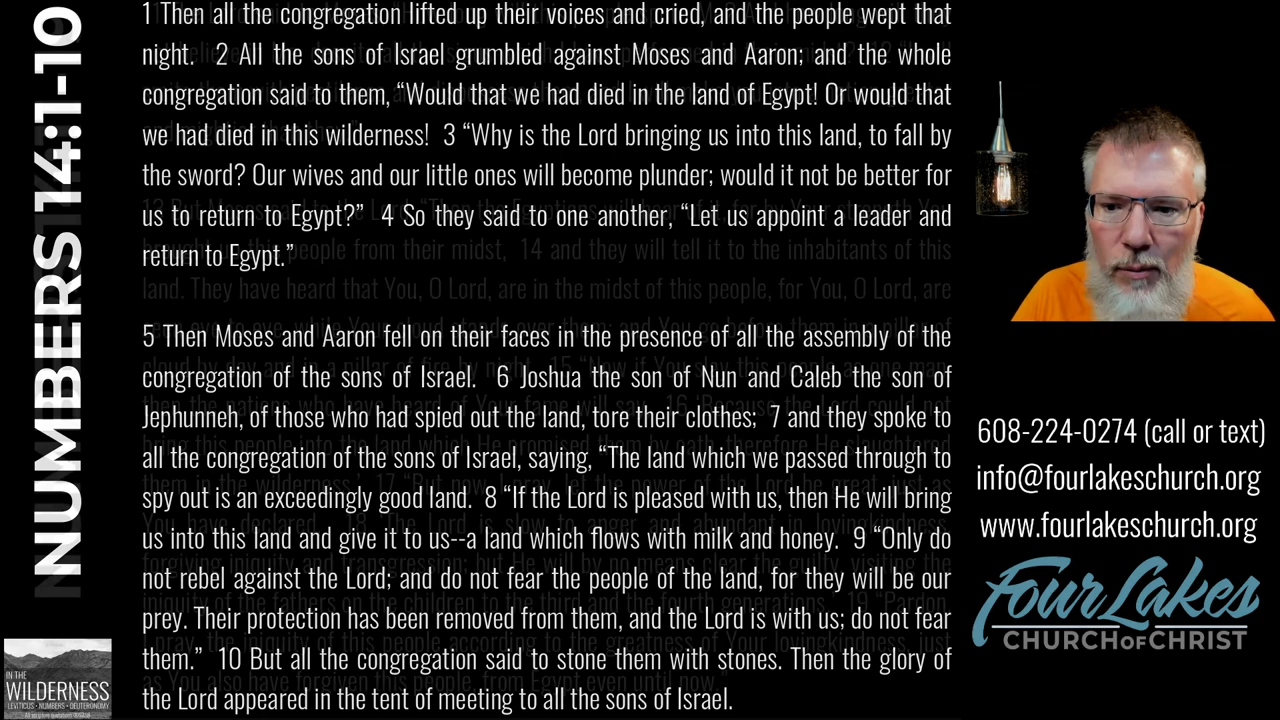 NUMBERS 14:1-10
1 Then all the congregation lifted up their voices and cried, and the people wept that
night. 2 All the sons of Israel grumbled against Moses and Aaron; and the whole
congregation said to them, “Would that we had died in the land of Egypt! Or would that
we had died in this wilderness! 3 “Why is the Lord bringing us into this land, to fall by
the sword? Our wives and our little ones will become plunder; would it not be better for
us to return to Egypt?” 4 So they said to one another, “Let us appoint a leader and
return to Egypt.”
5 Then Moses and Aaron fell on their faces in the presence of all the assembly of the
congregation of the sons of Israel. 6 Joshua the son of Nun and Caleb the son of
Jephunneh, of those who had spied out the land, tore their clothes; 7 and they spoke to
all the congregation of the sons of Israel, saying, “The land which we passed through to
spy out is an exceedingly good land. 8 “If the Lord is pleased with us, then He will bring
us into this land and give it to us--a land which flows with milk and honey. 9 “Only do
not rebel against the Lord; and do not fear the people of the land, for they will be our
prey. Their protection has been removed from them, and the Lord is with us; do not fear
them.” 10 But all the congregation said to stone them with stones. Then the glory of
the Lord appeared in the tent of meeting to all the sons of Israel.
608-224-0274 (call or text)
info@fourlakeschurch.org
www.fourlakeschurch.org
Four Lakes
CHURCH OF CHRIST
IN THE
WILDERNESS
LEVITICUS • NUMBERS • DEUTERONOMY